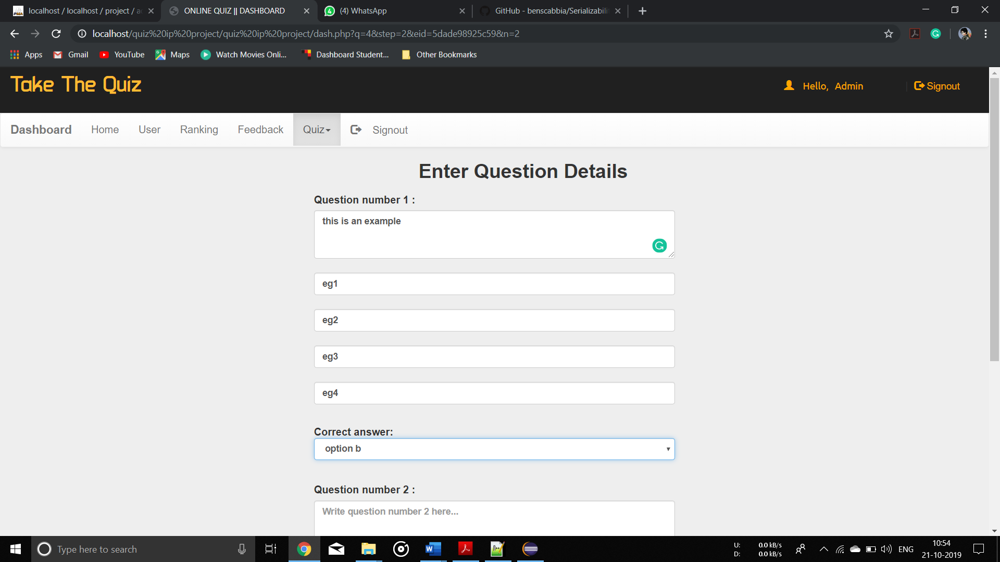 localhost / localhost / project / a
ONLINE QUIZ || DASHBOARD
(4) WhatsApp
GitHub - benscabbia/Serializabili
localhost/quiz%20ip%20project/quiz%20ip%20project/dash.php?q=4&step=2&eid=5dade98925c59&n=2
Apps
Gmail
YouTube
Maps
Watch Movies Onli...
Dashboard Student...
Other Bookmarks
Take The Quiz
Hello, Admin
Signout
Dashboard
Home
User
Ranking
Feedback
Quiz
Signout
Enter Question Details
Question number 1 :
this is an example
eg1
eg2
eg3
eg4
Correct answer:
option b
Question number 2 :
Write question number 2 here...
Type here to search
U: 0.0 kB/s
D: 0.0 kB/s
ENG
10:54
21-10-2019